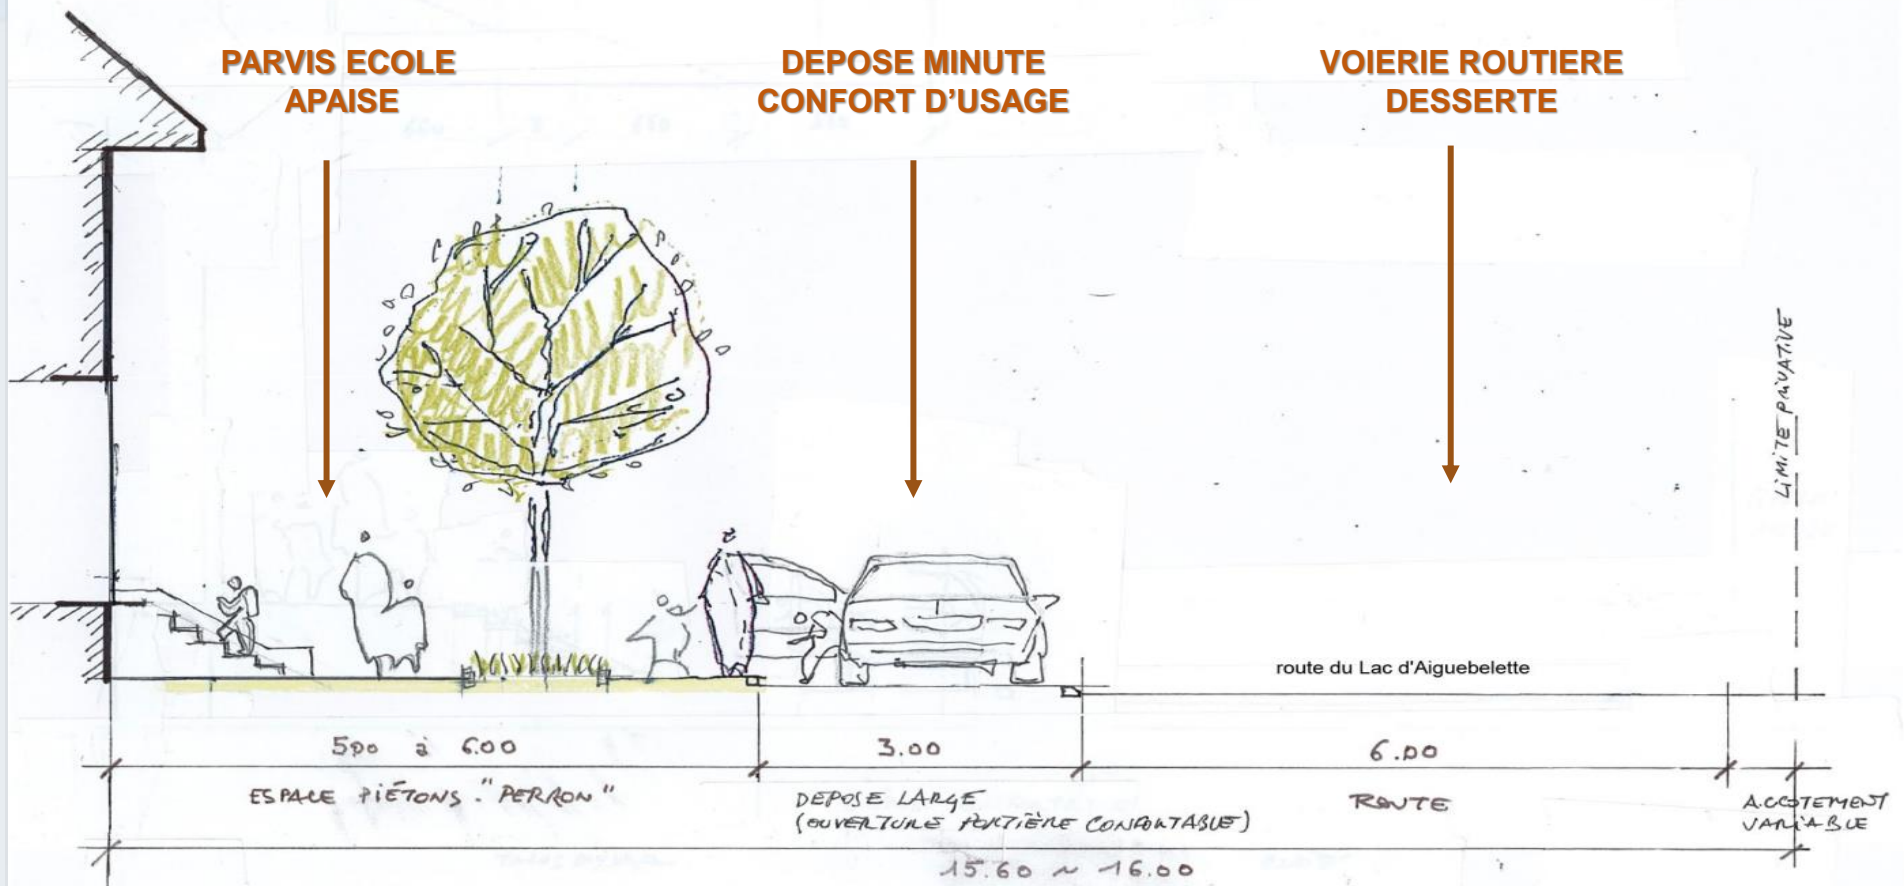 PARVIS ECOLE
APAISE
DEPOSE MINUTE
CONFORT D'USAGE
VOIERIE ROUTIERE
DESSERTE
LIMITE PRIVATIVE
route du Lac d'Aiguebelette
5.00 à 6.00
3.00
6.00
ESPACE PIÉTONS. "PERRON"
DEPOSE LARGE
(OUVERTURE PORTIÈRE CONFORTABLE)
ROUTE
ACCOTEMENT
VARIABLE
15.60 ~ 16.00